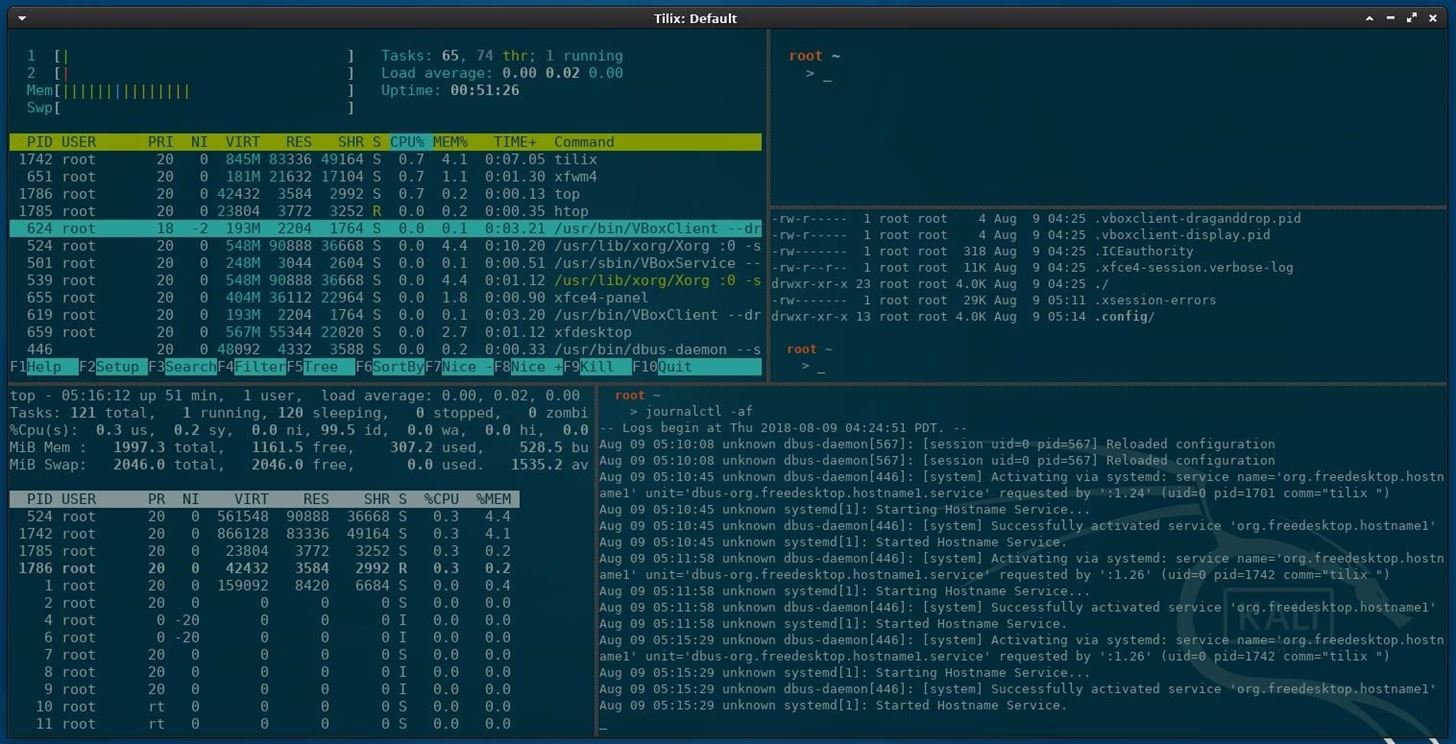 Tilix: Default
1 [| ] Tasks: 65, 74 thr; 1 running
2 [| ] Load average: 0.00 0.02 0.00
Mem[||||||||||||||| ] Uptime: 00:51:26
Swp[ ]
PID USER PRI NI VIRT RES SHR S CPU% MEM% TIME+ Command
1742 root 20 0 845M 83336 49164 S 0.7 4.1 0:07.05 tilix
651 root 20 0 181M 21632 17104 S 0.7 1.1 0:01.30 xfwm4
1786 root 20 0 42432 3584 2992 S 0.7 0.2 0:00.13 top
1785 root 20 0 23804 3772 3252 R 0.0 0.2 0:00.35 htop
624 root 18 -2 193M 2204 1764 S 0.0 0.1 0:03.21 /usr/bin/VBoxClient --dr
524 root 20 0 548M 90888 36668 S 0.0 4.4 0:10.20 /usr/lib/xorg/Xorg :0 -s
501 root 20 0 248M 3044 2604 S 0.0 0.1 0:00.51 /usr/sbin/VBoxService --
539 root 20 0 548M 90888 36668 S 0.0 4.4 0:01.12 /usr/lib/xorg/Xorg :0 -s
655 root 20 0 404M 36112 22964 S 0.0 1.8 0:00.90 xfce4-panel
619 root 20 0 193M 2204 1764 S 0.0 0.1 0:03.20 /usr/bin/VBoxClient --dr
659 root 20 0 567M 55344 22020 S 0.0 2.7 0:01.12 xfdesktop
446 20 0 48092 4332 3588 S 0.0 0.2 0:00.33 /usr/bin/dbus-daemon --s
F1Help F2Setup F3SearchF4FilterF5Tree F6SortByF7Nice -F8Nice +F9Kill F10Quit
root ~
> _
-rw-r----- 1 root root 4 Aug 9 04:25 .vboxclient-draganddrop.pid
-rw-r----- 1 root root 4 Aug 9 04:25 .vboxclient-display.pid
-rw------- 1 root root 318 Aug 9 04:25 .ICEauthority
-rw-r--r-- 1 root root 11K Aug 9 04:25 .xfce4-session.verbose-log
drwxr-xr-x 23 root root 4.0K Aug 9 04:25 ./
-rw------- 1 root root 29K Aug 9 05:11 .xsession-errors
drwxr-xr-x 13 root root 4.0K Aug 9 05:14 .config/
root ~
> _
top - 05:16:12 up 51 min, 1 user, load average: 0.00, 0.02, 0.00
Tasks: 121 total, 1 running, 120 sleeping, 0 stopped, 0 zombi
%Cpu(s): 0.3 us, 0.2 sy, 0.0 ni, 99.5 id, 0.0 wa, 0.0 hi, 0.0
MiB Mem : 1997.3 total, 1161.5 free, 307.2 used, 528.5 bu
MiB Swap: 2046.0 total, 2046.0 free, 0.0 used. 1535.2 av
PID USER PR NI VIRT RES SHR S %CPU %MEM
524 root 20 0 561548 90888 36668 S 0.3 4.4
1742 root 20 0 866128 83336 49164 S 0.3 4.1
1785 root 20 0 23804 3772 3252 S 0.3 0.2
1786 root 20 0 42432 3584 2992 R 0.3 0.2
1 root 20 0 159092 8420 6684 S 0.0 0.4
2 root 20 0 0 0 0 S 0.0 0.0
4 root 0 -20 0 0 0 I 0.0 0.0
6 root 0 -20 0 0 0 I 0.0 0.0
7 root 20 0 0 0 0 S 0.0 0.0
8 root 20 0 0 0 0 I 0.0 0.0
9 root 20 0 0 0 0 I 0.0 0.0
10 root rt 0 0 0 0 S 0.0 0.0
11 root rt 0 0 0 0 S 0.0 0.0
root ~
> journalctl -af
-- Logs begin at Thu 2018-08-09 04:24:51 PDT. --
Aug 09 05:10:08 unknown dbus-daemon[567]: [session uid=0 pid=567] Reloaded configuration
Aug 09 05:10:08 unknown dbus-daemon[567]: [session uid=0 pid=567] Reloaded configuration
Aug 09 05:10:45 unknown dbus-daemon[446]: [system] Activating via systemd: service name='org.freedesktop.hostn
ame1' unit='dbus-org.freedesktop.hostname1.service' requested by ':1.24' (uid=0 pid=1701 comm="tilix ")
Aug 09 05:10:45 unknown systemd[1]: Starting Hostname Service...
Aug 09 05:10:45 unknown dbus-daemon[446]: [system] Successfully activated service 'org.freedesktop.hostname1'
Aug 09 05:10:45 unknown systemd[1]: Started Hostname Service.
Aug 09 05:11:58 unknown dbus-daemon[446]: [system] Activating via systemd: service name='org.freedesktop.hostn
ame1' unit='dbus-org.freedesktop.hostname1.service' requested by ':1.26' (uid=0 pid=1742 comm="tilix ")
Aug 09 05:11:58 unknown systemd[1]: Starting Hostname Service...
Aug 09 05:11:58 unknown dbus-daemon[446]: [system] Successfully activated service 'org.freedesktop.hostname1'
Aug 09 05:11:58 unknown systemd[1]: Started Hostname Service.
Aug 09 05:15:29 unknown dbus-daemon[446]: [system] Activating via systemd: service name='org.freedesktop.hostn
ame1' unit='dbus-org.freedesktop.hostname1.service' requested by ':1.26' (uid=0 pid=1742 comm="tilix ")
Aug 09 05:15:29 unknown systemd[1]: Starting Hostname Service...
Aug 09 05:15:29 unknown dbus-daemon[446]: [system] Successfully activated service 'org.freedesktop.hostname1'
Aug 09 05:15:29 unknown systemd[1]: Started Hostname Service.
_
KALI